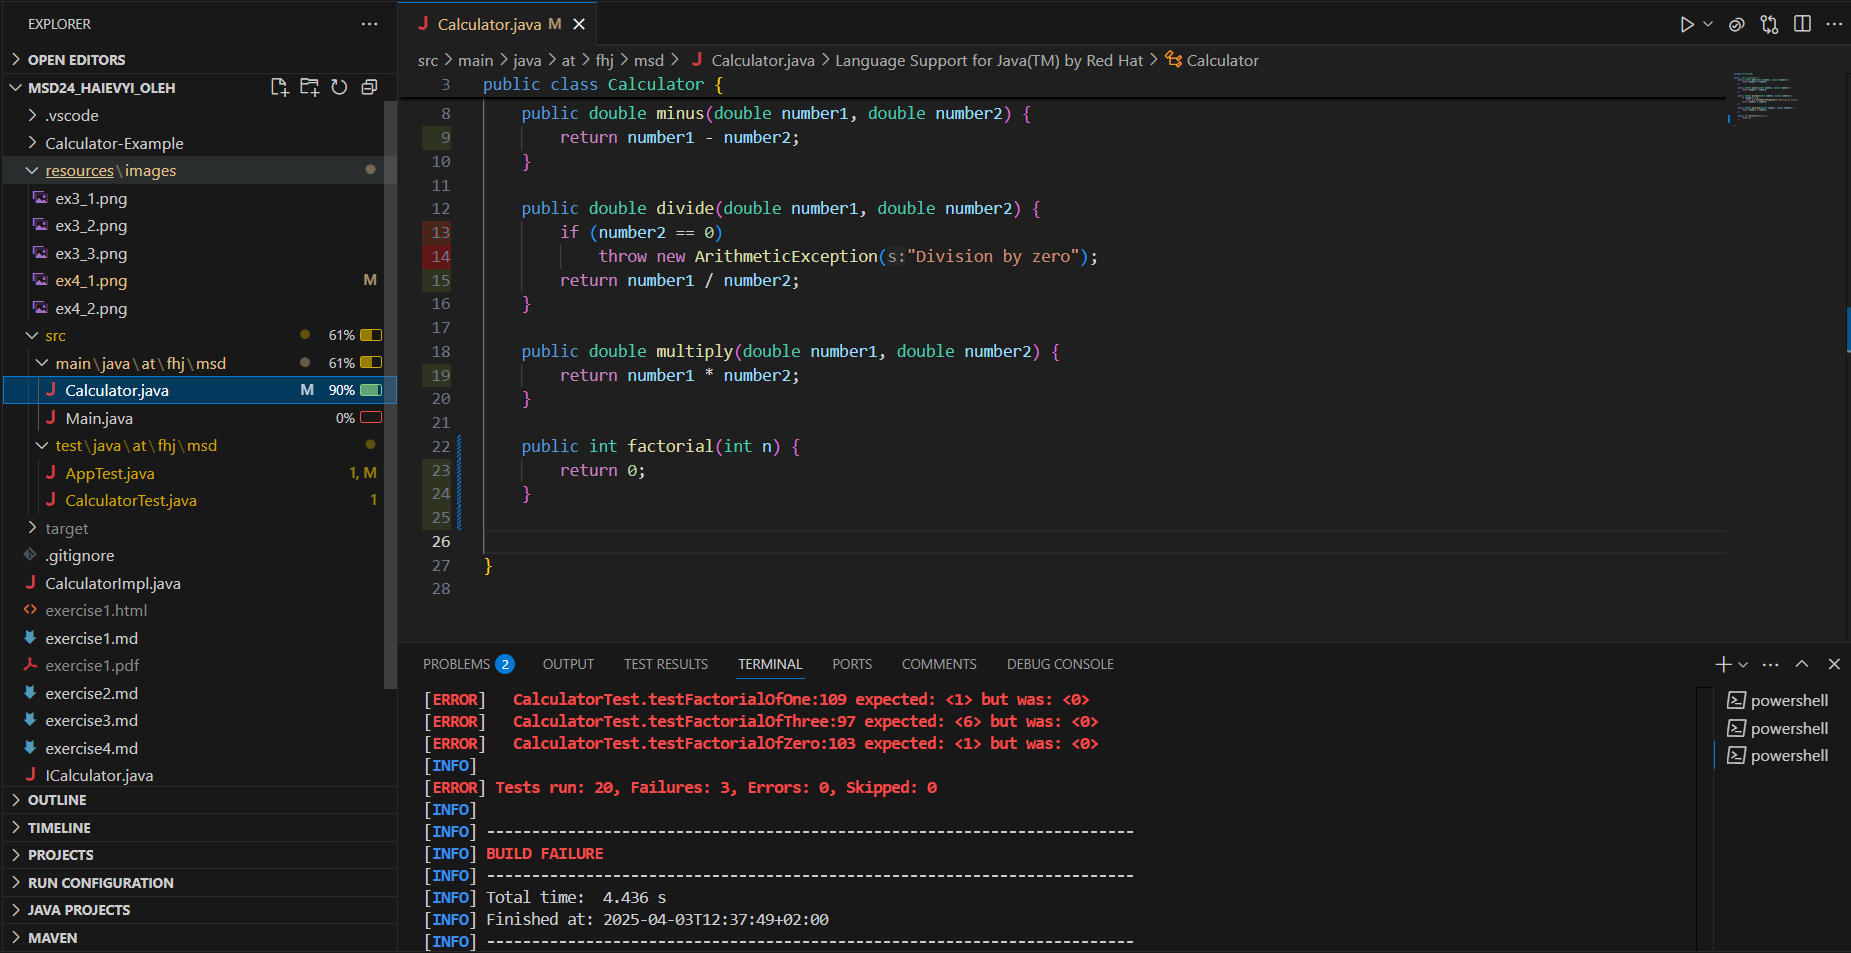 EXPLORER
OPEN EDITORS
MSD24_HAIEVYI_OLEH
.vscode
Calculator-Example
resources\images
ex3_1.png
ex3_2.png
ex3_3.png
ex4_1.png M
ex4_2.png
src 61%
main\java\at\fhj\msd 61%
Calculator.java M 90%
Main.java 0%
test\java\at\fhj\msd
AppTest.java 1, M
CalculatorTest.java 1
target
.gitignore
CalculatorImpl.java
exercise1.html
exercise1.md
exercise1.pdf
exercise2.md
exercise3.md
exercise4.md
ICalculator.java
OUTLINE
TIMELINE
PROJECTS
RUN CONFIGURATION
JAVA PROJECTS
MAVEN
Calculator.java M
src > main > java > at > fhj > msd > Calculator.java > Language Support for Java(TM) by Red Hat > Calculator
3 public class Calculator {
8 public double minus(double number1, double number2) {
9 return number1 - number2;
10 }
11
12 public double divide(double number1, double number2) {
13 if (number2 == 0)
14 throw new ArithmeticException(s:"Division by zero");
15 return number1 / number2;
16 }
17
18 public double multiply(double number1, double number2) {
19 return number1 * number2;
20 }
21
22 public int factorial(int n) {
23 return 0;
24 }
25
26
27 }
28
PROBLEMS 2 OUTPUT TEST RESULTS TERMINAL PORTS COMMENTS DEBUG CONSOLE
[ERROR] CalculatorTest.testFactorialOfOne:109 expected: <1> but was: <0>
[ERROR] CalculatorTest.testFactorialOfThree:97 expected: <6> but was: <0>
[ERROR] CalculatorTest.testFactorialOfZero:103 expected: <1> but was: <0>
[INFO]
[ERROR] Tests run: 20, Failures: 3, Errors: 0, Skipped: 0
[INFO]
[INFO] ------------------------------------------------------------------------
[INFO] BUILD FAILURE
[INFO] ------------------------------------------------------------------------
[INFO] Total time:  4.436 s
[INFO] Finished at: 2025-04-03T12:37:49+02:00
[INFO] ------------------------------------------------------------------------
powershell
powershell
powershell